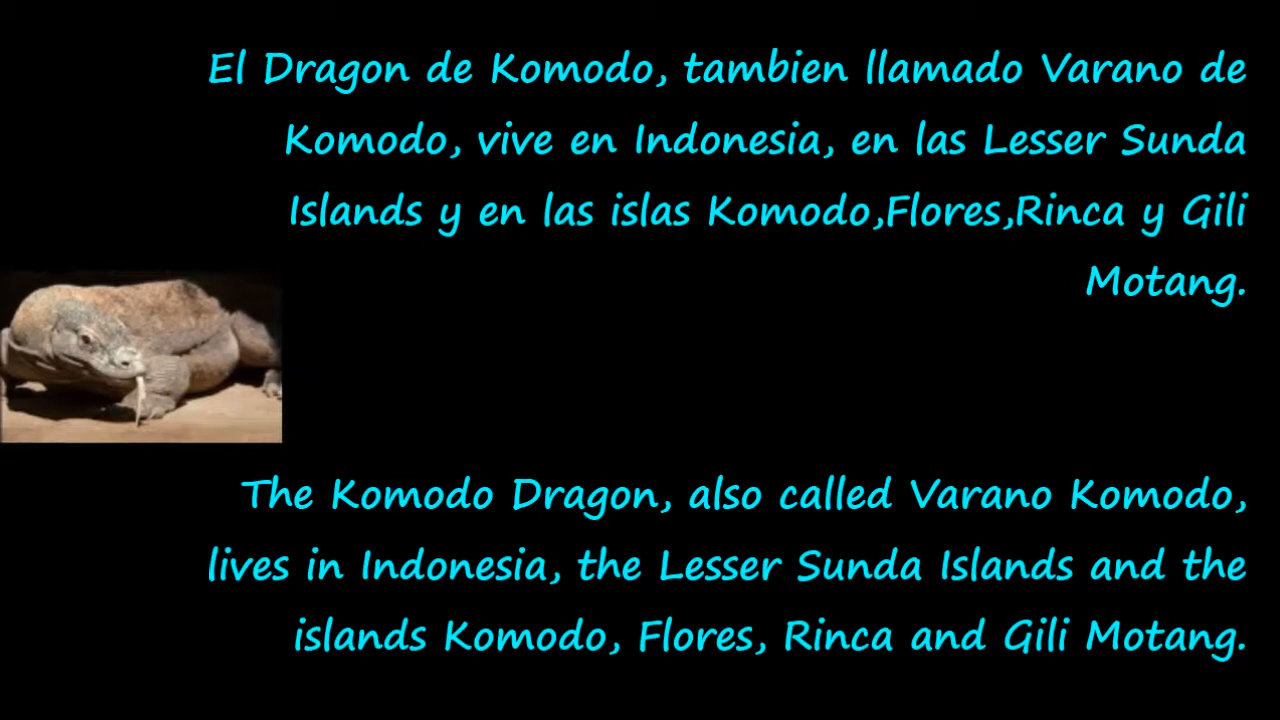 El Dragon de Komodo, tambien llamado Varano de
Komodo, vive en Indonesia, en las Lesser Sunda
Islands y en las islas Komodo,Flores,Rinca y Gili
Motang.
The Komodo Dragon, also called Varano Komodo,
lives in Indonesia, the Lesser Sunda Islands and the
islands Komodo, Flores, Rinca and Gili Motang.